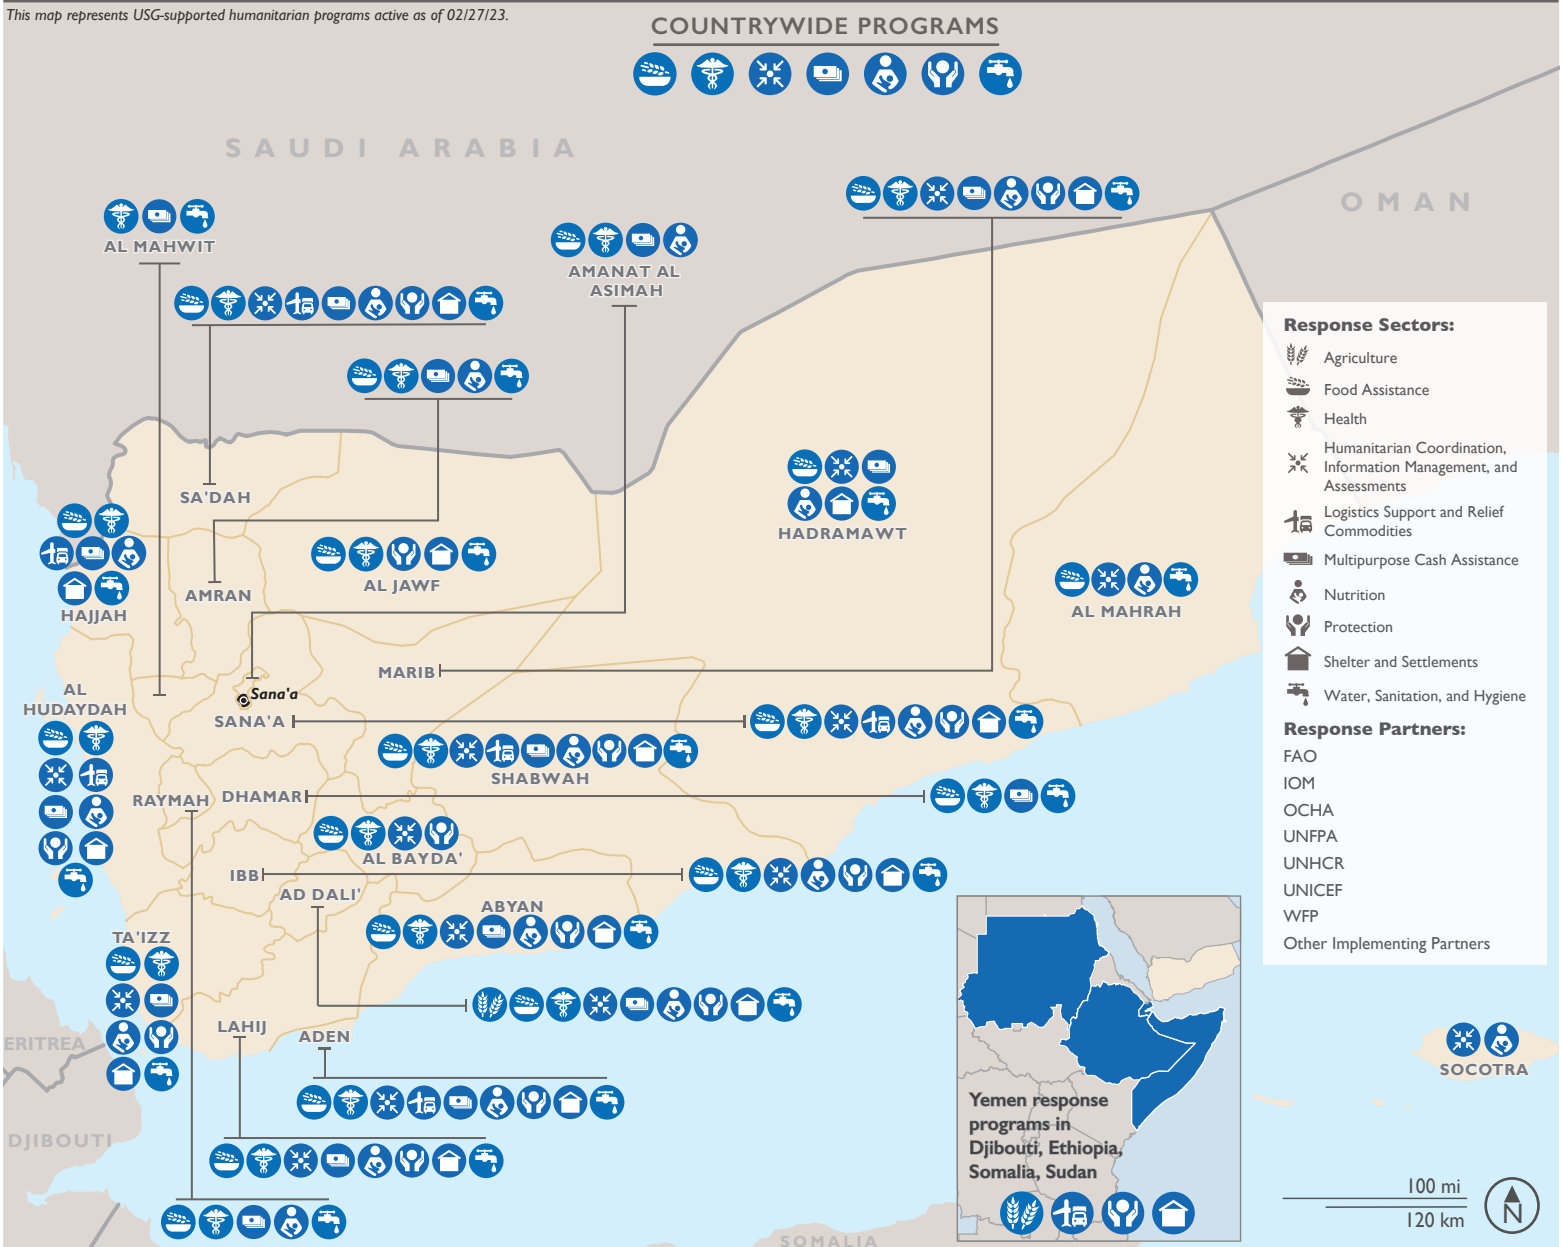 This map represents USG-supported humanitarian programs active as of 02/27/23.
COUNTRYWIDE PROGRAMS
SAUDI ARABIA
OMAN
AL MAHWIT
AMANAT AL
ASIMAH
SA'DAH
AMRAN
AL JAWF
HADRAMAWT
AL MAHRAH
HAJJAH
MARIB
Sana'a
SANA'A
AL
HUDAYDAH
SHABWAH
RAYMAH
DHAMAR
AL BAYDA'
IBB
AD DALI'
ABYAN
TA'IZZ
LAHIJ
ADEN
ERITREA
DJIBOUTI
SOMALIA
SOCOTRA
Response Sectors:
Agriculture
Food Assistance
Health
Humanitarian Coordination,
Information Management, and
Assessments
Logistics Support and Relief
Commodities
Multipurpose Cash Assistance
Nutrition
Protection
Shelter and Settlements
Water, Sanitation, and Hygiene
Response Partners:
FAO
IOM
OCHA
UNFPA
UNHCR
UNICEF
WFP
Other Implementing Partners
Yemen response
programs in
Djibouti, Ethiopia,
Somalia, Sudan
100 mi
120 km
N